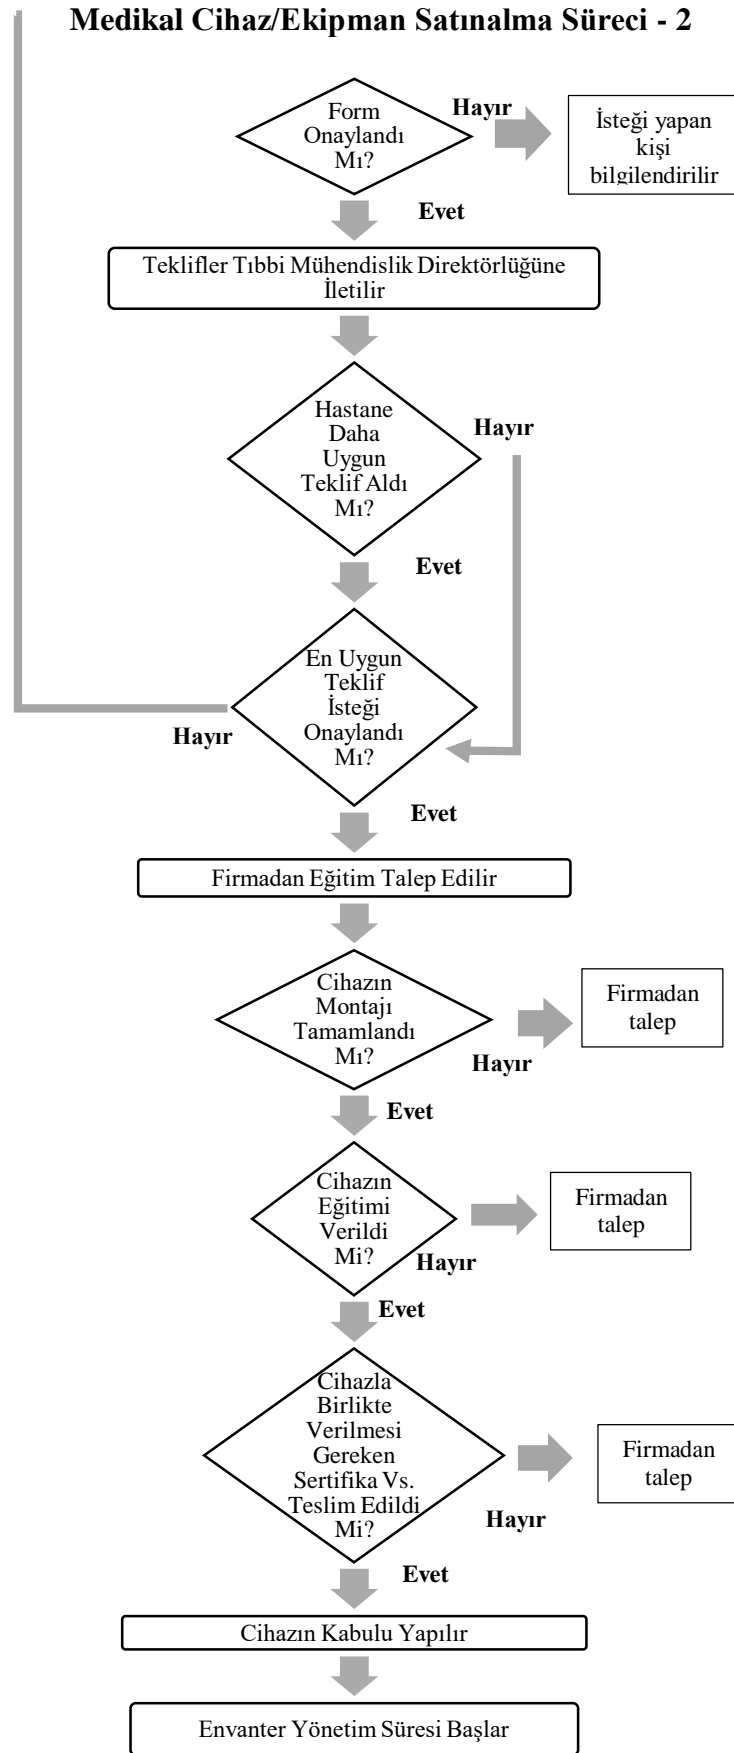 Medikal Cihaz/Ekipman Satınalma Süreci - 2
Form
Onaylandı
Mı?
Hayır
İsteği yapan
kişi
bilgilendirilir
Evet
Teklifler Tıbbi Mühendislik Direktörlüğüne
İletilir
Hastane
Daha
Uygun
Teklif Aldı
Mı?
Hayır
Evet
En Uygun
Teklif
İsteği
Onaylandı
Mı?
Hayır
Evet
Firmadan Eğitim Talep Edilir
Cihazın
Montajı
Tamamlandı
Mı?
Hayır
Firmadan
talep
Evet
Cihazın
Eğitimi
Verildi
Mi?
Hayır
Firmadan
talep
Evet
Cihazla
Birlikte
Verilmesi
Gereken
Sertifika Vs.
Teslim Edildi
Mi?
Hayır
Firmadan
talep
Evet
Cihazın Kabulu Yapılır
Envanter Yönetim Süresi Başlar